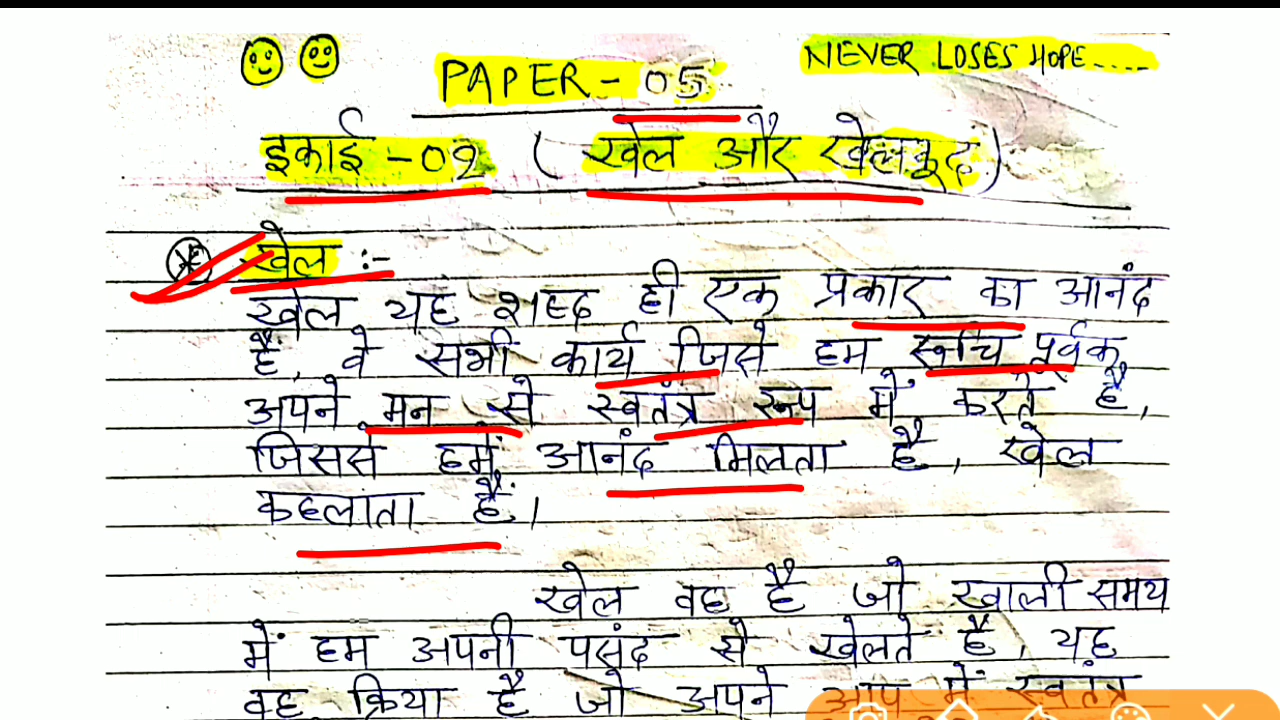 NEVER LOSES HOPE.....
PAPER - 05
इकाई - 02 ( खेल और खेलकूद )
खेल :-
खेल यह शब्द ही एक प्रकार का आनंद
हैं, वे सभी कार्य जिसे हम रूचि पूर्वक
अपने मन से स्वतंत्र रूप में करते है,
जिससे हमें आनंद मिलता है, खेल
कहलाता हैं।
खेल वह है जो खाली समय
में हम अपनी पसंद से खेलते है, यह
वह क्रिया है जो अपने आप में स्वतंत्र